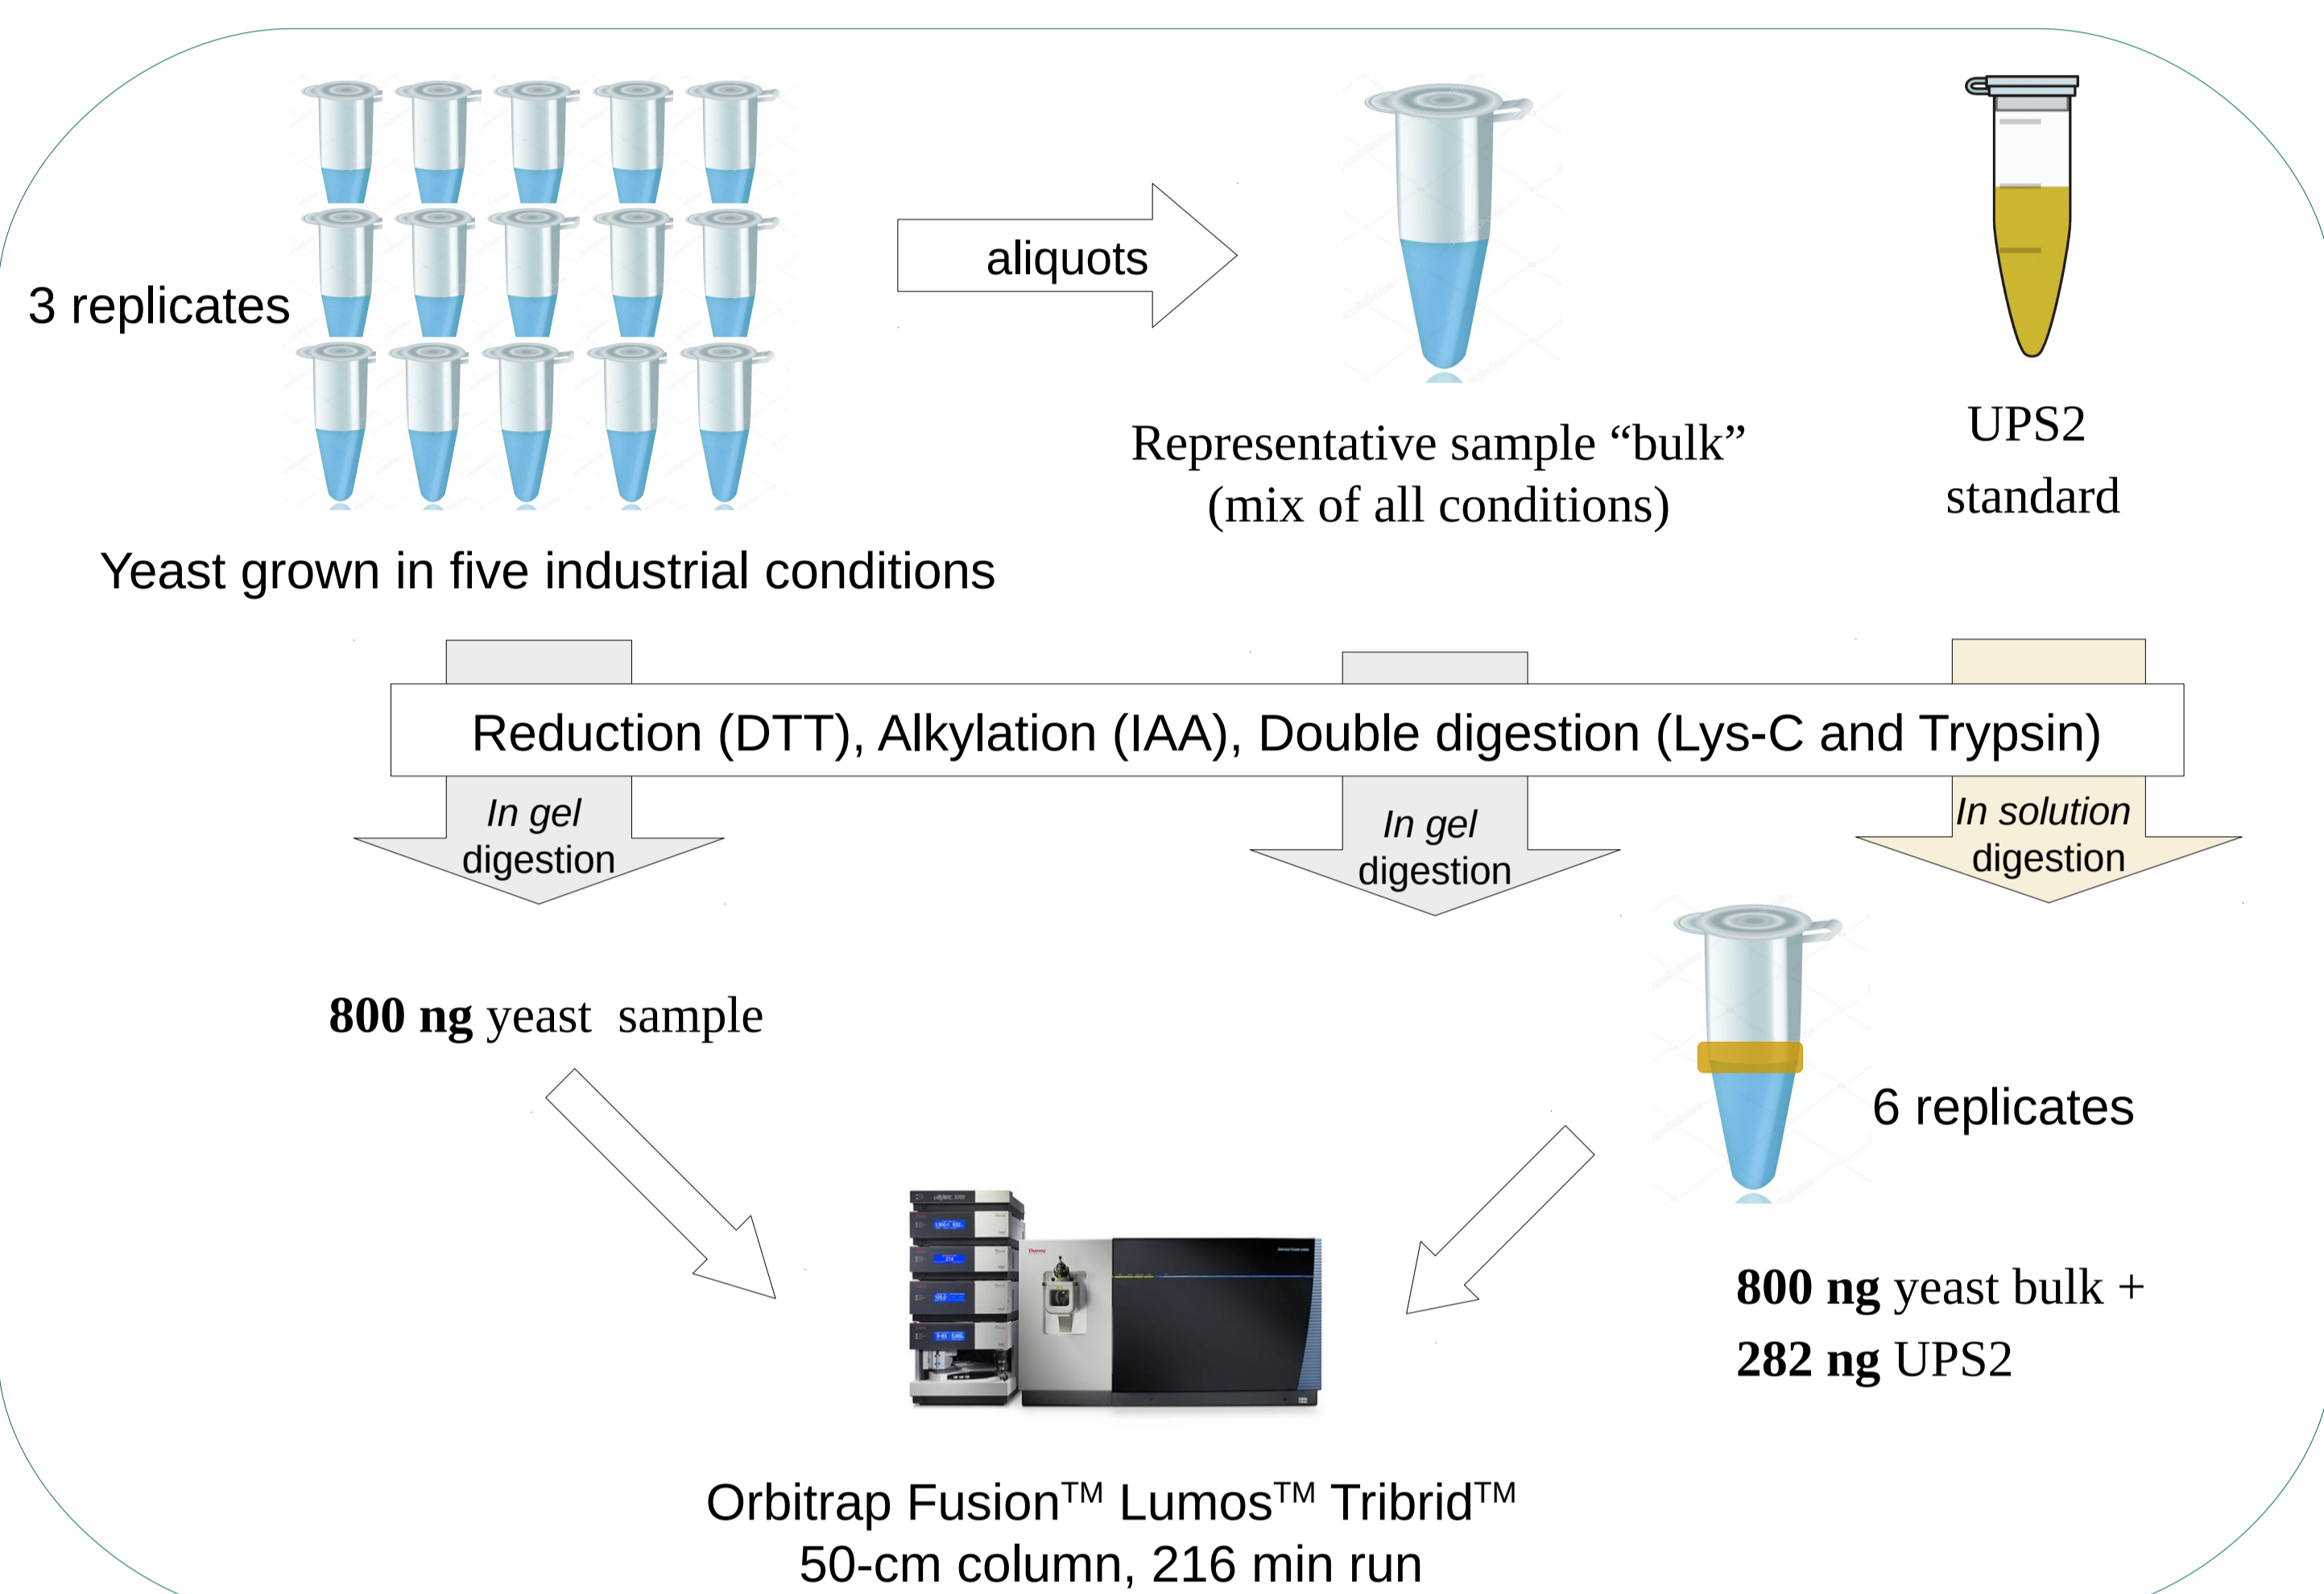 3 replicates
aliquots
Representative sample “bulk”
(mix of all conditions)
UPS2
standard
Yeast grown in five industrial conditions
Reduction (DTT), Alkylation (IAA), Double digestion (Lys-C and Trypsin)
In gel
digestion
In gel
digestion
In solution
digestion
800 ng yeast sample
6 replicates
800 ng yeast bulk +
282 ng UPS2
Orbitrap Fusion™ Lumos™ Tribrid™
50-cm column, 216 min run